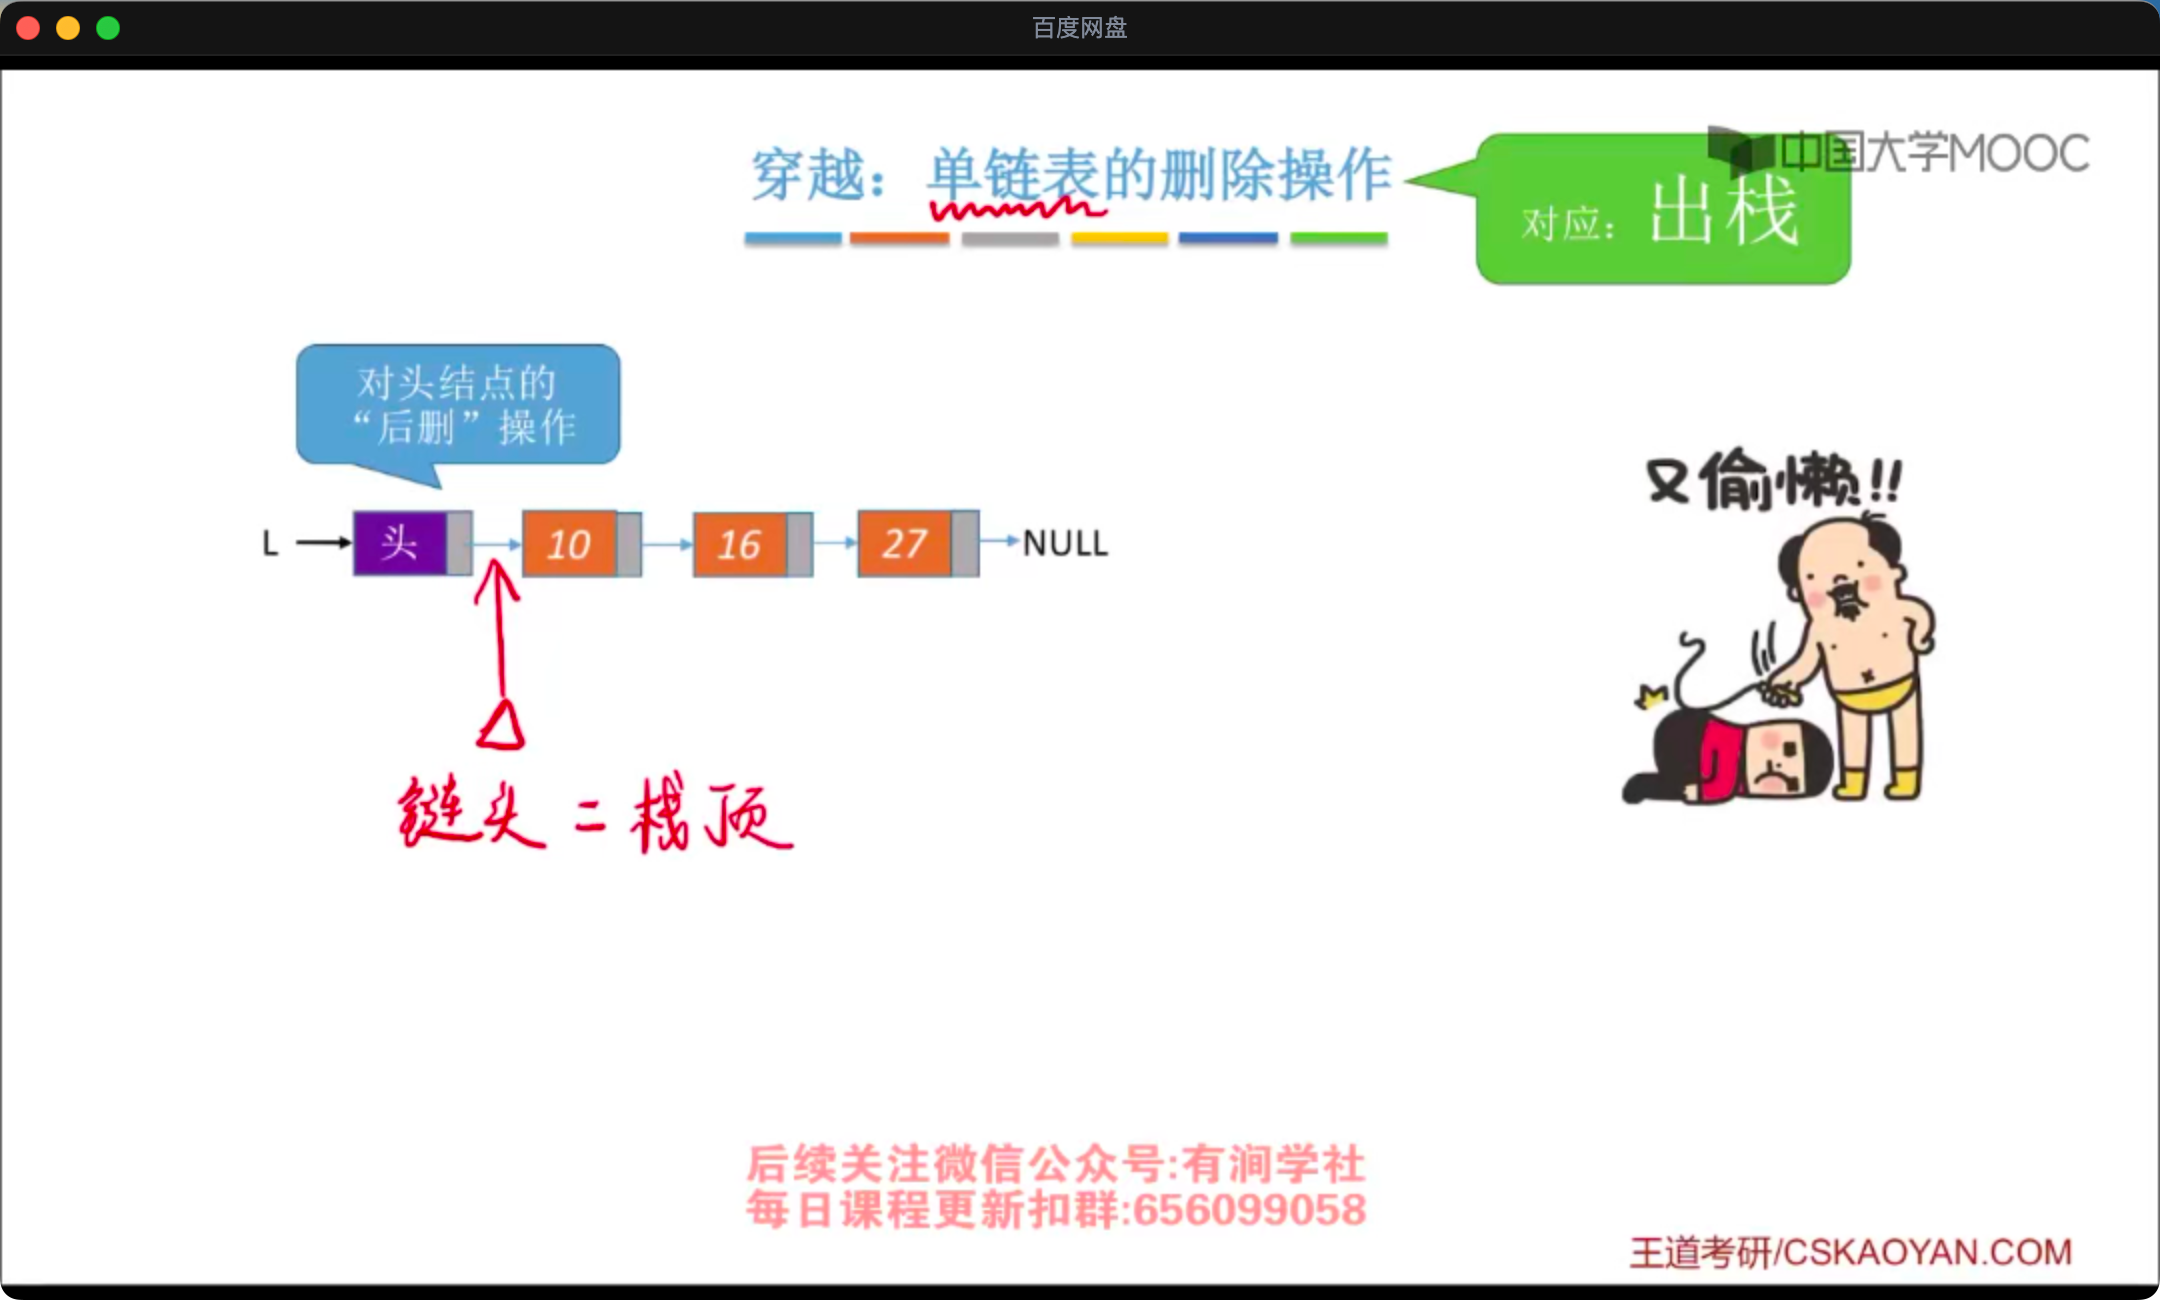 百度网盘
中国大学MOOC
穿越：单链表的删除操作
对应：出栈
对头结点的
“后删”操作
又偷懒!!
L 头 10 16 27 NULL
链头 = 栈顶
后续关注微信公众号:有涧学社
每日课程更新扣群:656099058
王道考研/CSKAOYAN.COM